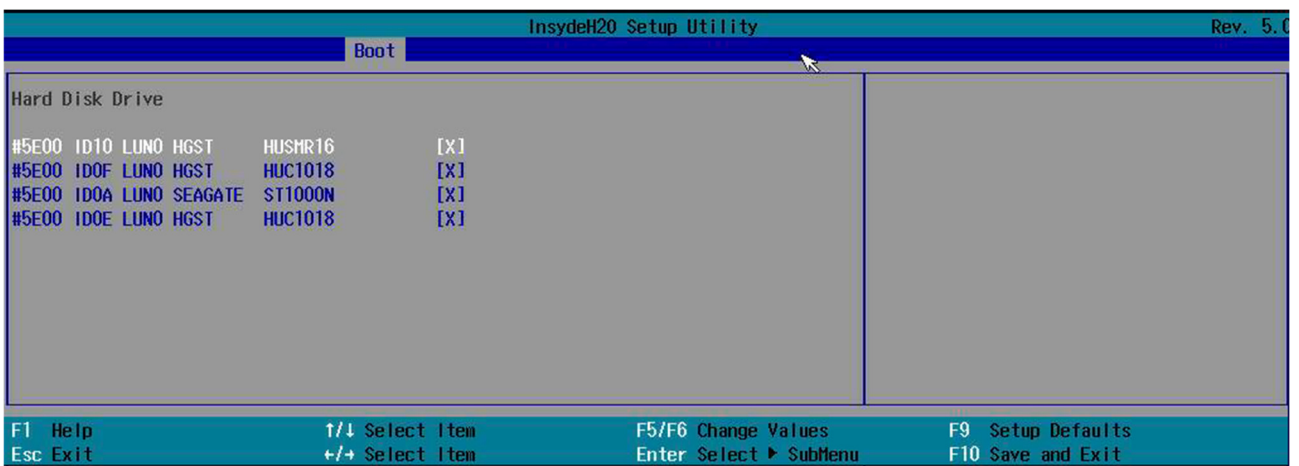 InsydeH20 Setup Utility Rev. 5.0
Boot
Hard Disk Drive
#5E00 ID10 LUN0 HGST HUSMR16 [X]
#5E00 ID0F LUN0 HGST HUC1018 [X]
#5E00 ID0A LUN0 SEAGATE ST1000N [X]
#5E00 ID0E LUN0 HGST HUC1018 [X]
F1 Help ↑/↓ Select Item F5/F6 Change Values F9 Setup Defaults
Esc Exit ←/→ Select Item Enter Select ▶ SubMenu F10 Save and Exit